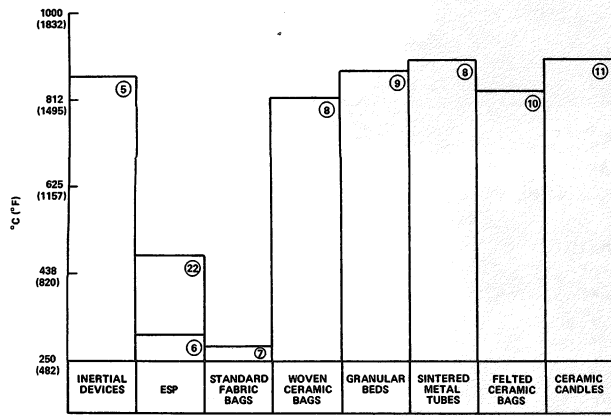 1000
(1832)
812
(1495)
625
(1157)
°C (°F)
438
(820)
250
(482)
5
22
6
7
8
9
8
10
11
INERTIAL
DEVICES
ESP
STANDARD
FABRIC
BAGS
WOVEN
CERAMIC
BAGS
GRANULAR
BEDS
SINTERED
METAL
TUBES
FELTED
CERAMIC
BAGS
CERAMIC
CANDLES